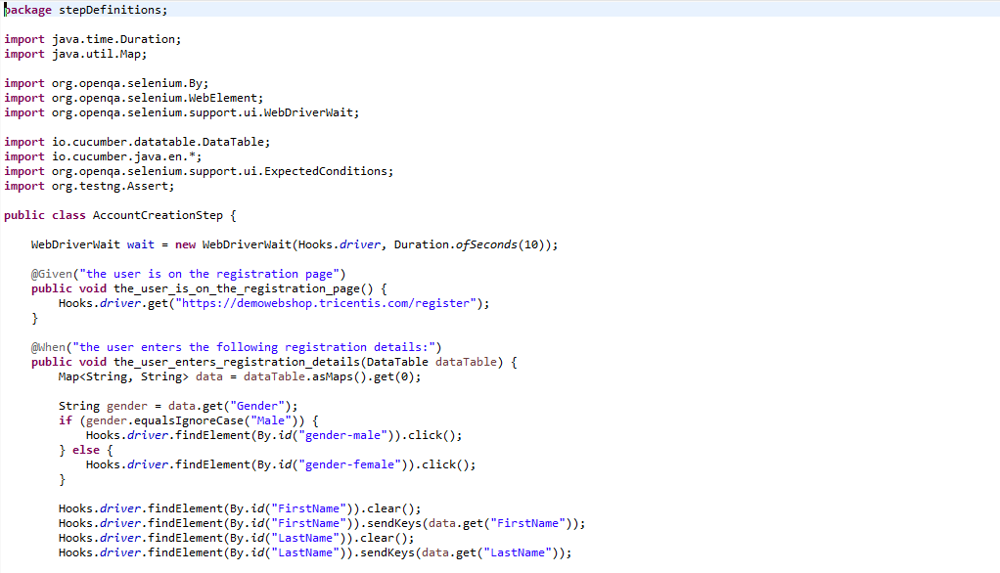 package stepDefinitions;
import java.time.Duration;
import java.util.Map;
import org.openqa.selenium.By;
import org.openqa.selenium.WebElement;
import org.openqa.selenium.support.ui.WebDriverWait;
import io.cucumber.datatable.DataTable;
import io.cucumber.java.en.*;
import org.openqa.selenium.support.ui.ExpectedConditions;
import org.testng.Assert;
public class AccountCreationStep {
    WebDriverWait wait = new WebDriverWait(Hooks.driver, Duration.ofSeconds(10));
    @Given("the user is on the registration page")
    public void the_user_is_on_the_registration_page() {
        Hooks.driver.get("https://demowebshop.tricentis.com/register");
    }
    @When("the user enters the following registration details:")
    public void the_user_enters_registration_details(DataTable dataTable) {
        Map<String, String> data = dataTable.asMaps().get(0);
        String gender = data.get("Gender");
        if (gender.equalsIgnoreCase("Male")) {
            Hooks.driver.findElement(By.id("gender-male")).click();
        } else {
            Hooks.driver.findElement(By.id("gender-female")).click();
        }
        Hooks.driver.findElement(By.id("FirstName")).clear();
        Hooks.driver.findElement(By.id("FirstName")).sendKeys(data.get("FirstName"));
        Hooks.driver.findElement(By.id("LastName")).clear();
        Hooks.driver.findElement(By.id("LastName")).sendKeys(data.get("LastName"));